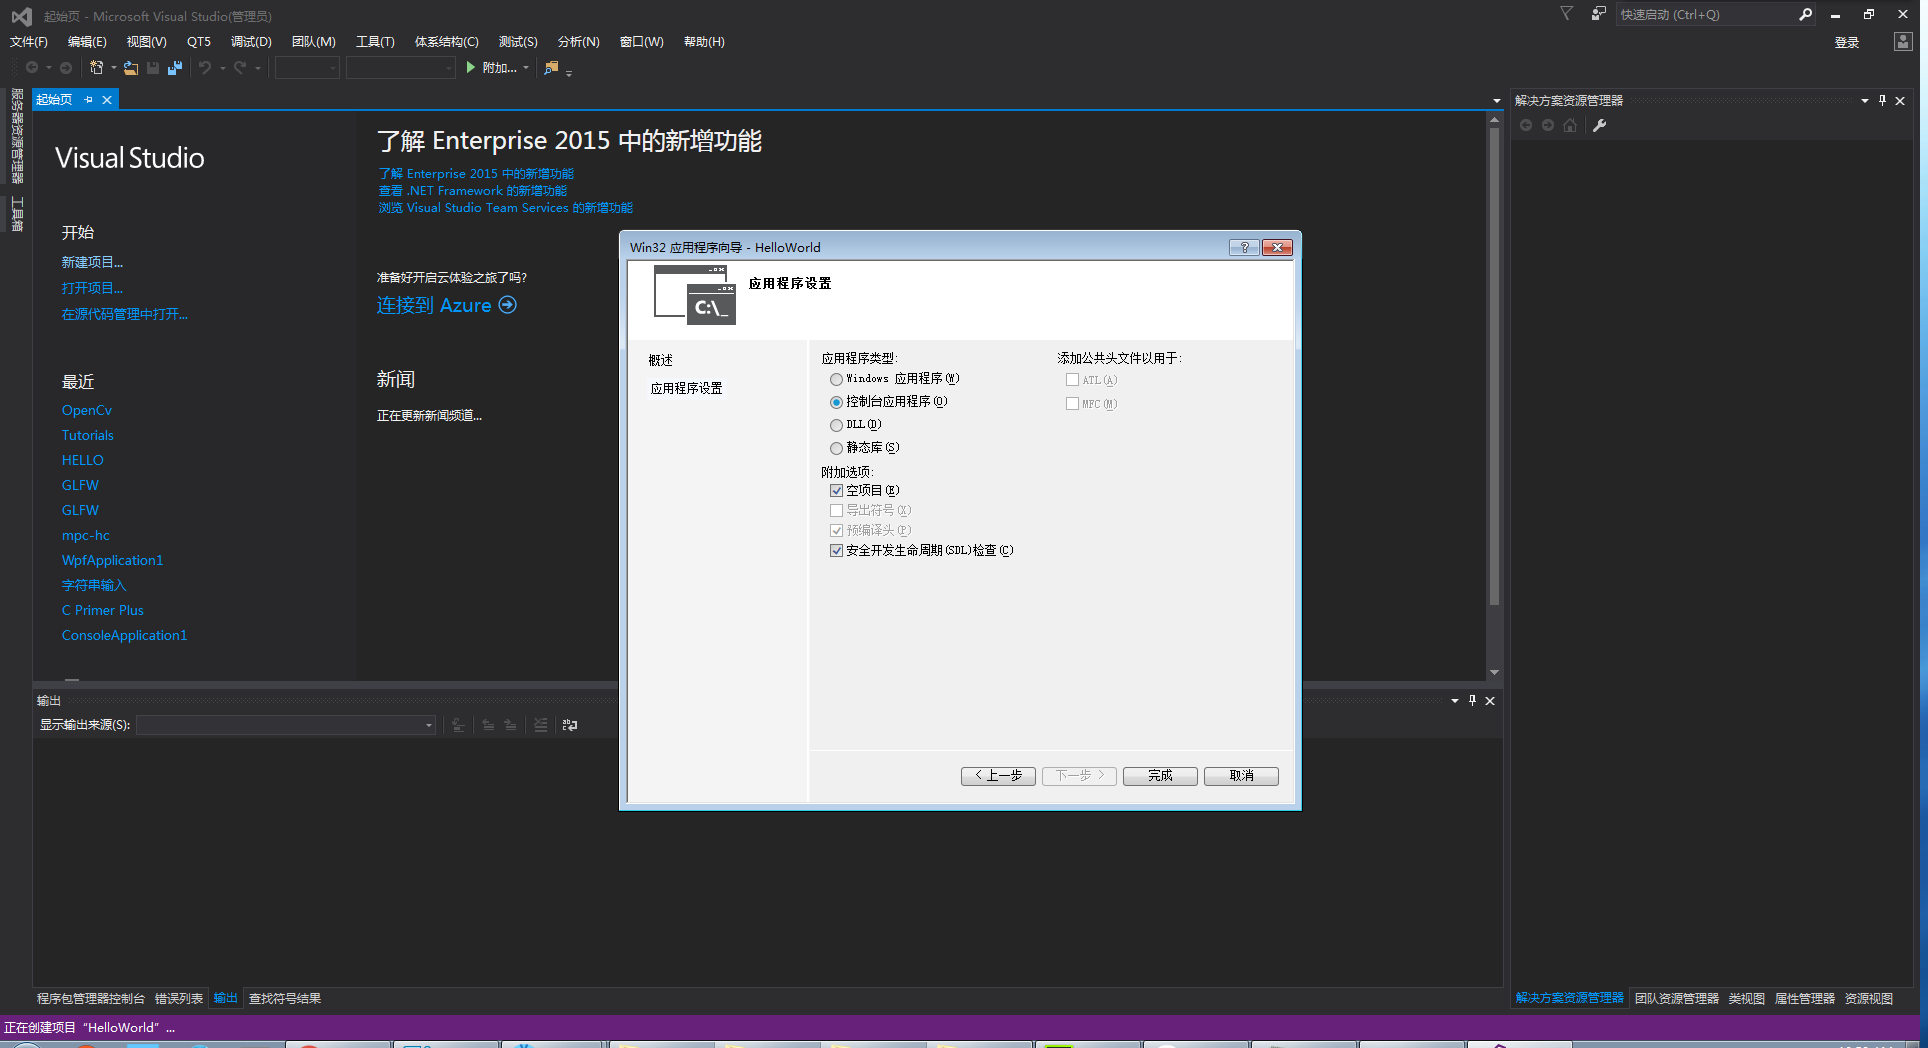 起始页 - Microsoft Visual Studio(管理员)
快速启动 (Ctrl+Q)
文件(F) 编辑(E) 视图(V) QT5 调试(D) 团队(M) 工具(T) 体系结构(C) 测试(S) 分析(N) 窗口(W) 帮助(H)
登录
附加...
服务器资源管理器
工具箱
起始页
Visual Studio
开始
新建项目...
打开项目...
在源代码管理中打开...
最近
OpenCv
Tutorials
HELLO
GLFW
GLFW
mpc-hc
WpfApplication1
字符串输入
C Primer Plus
ConsoleApplication1
了解 Enterprise 2015 中的新增功能
了解 Enterprise 2015 中的新增功能
查看 .NET Framework 的新增功能
浏览 Visual Studio Team Services 的新增功能
准备好开启云体验之旅了吗?
连接到 Azure
新闻
正在更新新闻频道...
Win32 应用程序向导 - HelloWorld
C:\_
应用程序设置
概述
应用程序设置
应用程序类型:
Windows 应用程序(W)
控制台应用程序(O)
DLL(D)
静态库(S)
附加选项:
空项目(E)
导出符号(X)
预编译头(P)
安全开发生命周期(SDL)检查(C)
添加公共头文件以用于:
ATL(A)
MFC(M)
< 上一步 下一步 > 完成 取消
解决方案资源管理器
输出
显示输出来源(S):
程序包管理器控制台 错误列表 输出 查找符号结果
解决方案资源管理器 团队资源管理器 类视图 属性管理器 资源视图
正在创建项目 “HelloWorld” ...